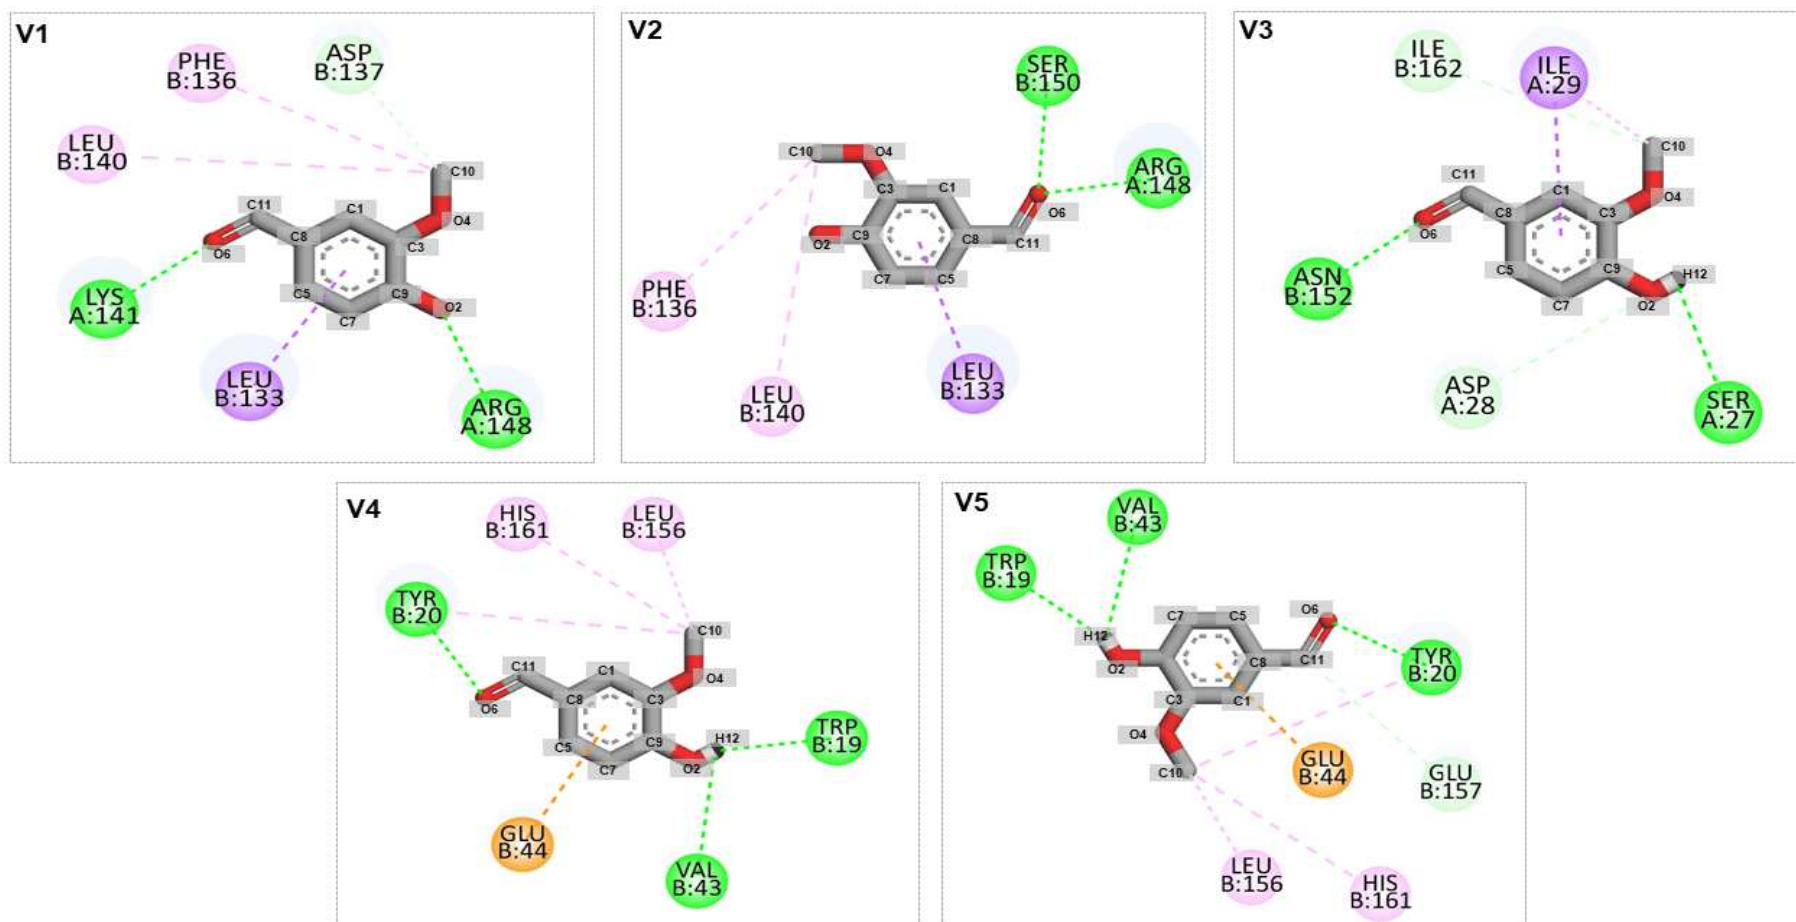 V1
PHE
B:136
ASP
B:137
LEU
B:140
C10
C11
C1
O4
C8
C3
O6
LYS
A:141
C5
C9
O2
C7
LEU
B:133
ARG
A:148
V2
SER
B:150
C10
O4
ARG
A:148
C3
C1
O6
O2
C9
C8
C11
C7
C5
PHE
B:136
LEU
B:140
LEU
B:133
V3
ILE
B:162
ILE
A:29
C10
C11
C1
O4
C8
C3
O6
ASN
B:152
C5
C9
H12
C7
O2
ASP
A:28
SER
A:27
V4
HIS
B:161
LEU
B:156
TYR
B:20
C10
C11
C1
O4
C8
C3
O6
TRP
B:19
C5
C9
H12
C7
O2
GLU
B:44
VAL
B:43
V5
VAL
B:43
TRP
B:19
C7
C5
O6
H12
O2
C8
C11
TYR
B:20
C3
C1
O4
C10
GLU
B:44
GLU
B:157
LEU
B:156
HIS
B:161